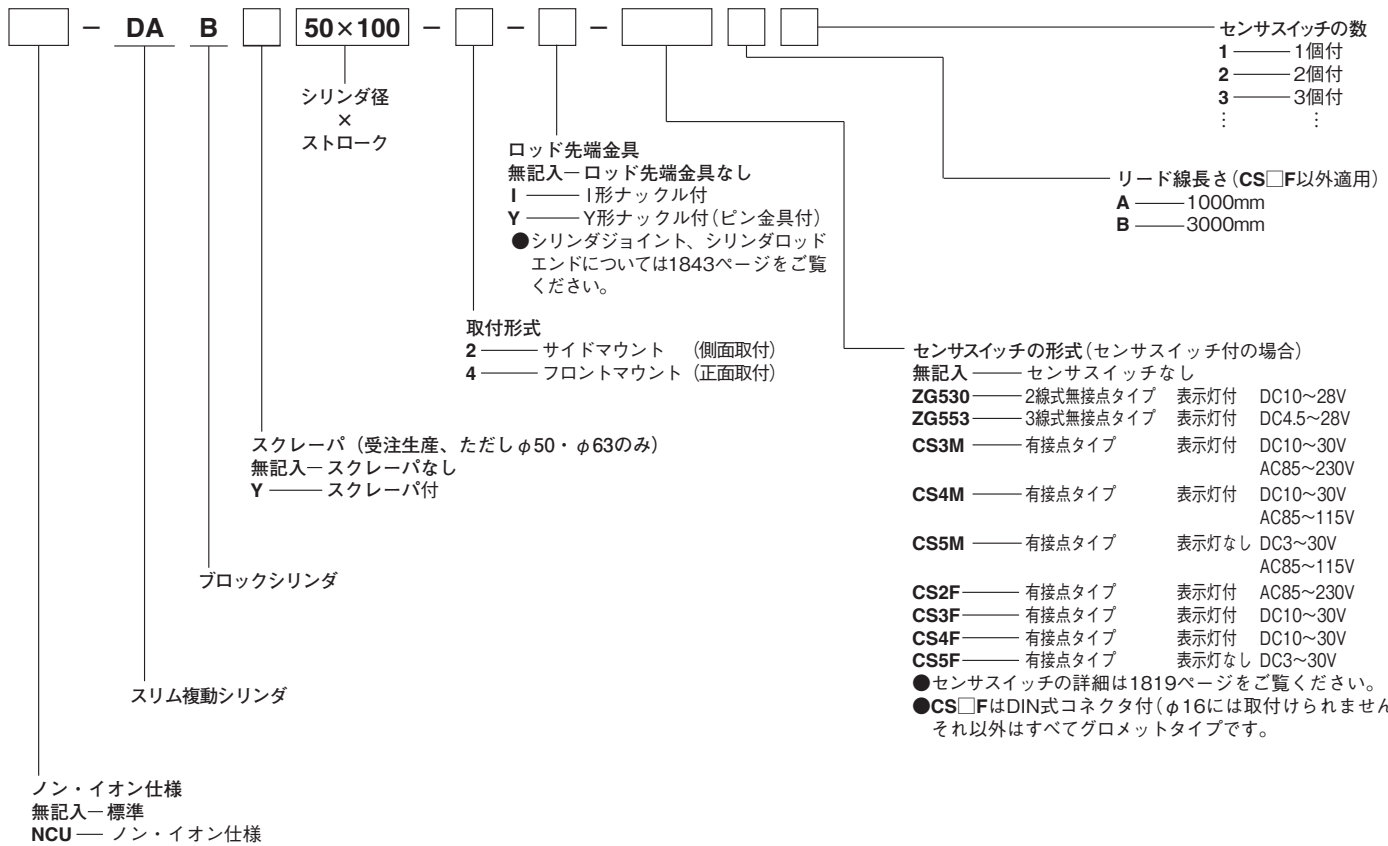 − DA B 50×100 − −  −
センサスイッチの数
1 ─── 1個付
2 ─── 2個付
3 ─── 3個付
⋮ ⋮
シリンダ径
×
ストローク
ロッド先端金具
無記入─ロッド先端金具なし
I ─── I形ナックル付
Y ─── Y形ナックル付(ピン金具付)
●シリンダジョイント、シリンダロッド
エンドについては1843ページをご覧
ください。
リード線長さ(CS□F以外適用)
A ─── 1000mm
B ─── 3000mm
取付形式
2 ─── サイドマウント (側面取付)
4 ─── フロントマウント (正面取付)
センサスイッチの形式(センサスイッチ付の場合)
無記入 ─── センサスイッチなし
ZG530 ─── 2線式無接点タイプ 表示灯付 DC10〜28V
ZG553 ─── 3線式無接点タイプ 表示灯付 DC4.5〜28V
CS3M ─── 有接点タイプ 表示灯付 DC10〜30V
AC85〜230V
CS4M ─── 有接点タイプ 表示灯付 DC10〜30V
AC85〜115V
CS5M ─── 有接点タイプ 表示灯なし DC3〜30V
AC85〜115V
CS2F ─── 有接点タイプ 表示灯付 AC85〜230V
CS3F ─── 有接点タイプ 表示灯付 DC10〜30V
CS4F ─── 有接点タイプ 表示灯付 DC10〜30V
CS5F ─── 有接点タイプ 表示灯なし DC3〜30V
●センサスイッチの詳細は1819ページをご覧ください。
●CS□FはDIN式コネクタ付(φ16には取付けられません
それ以外はすべてグロメットタイプです。
スクレーパ(受注生産、ただしφ50・φ63のみ)
無記入─スクレーパなし
Y ─── スクレーパ付
ブロックシリンダ
スリム複動シリンダ
ノン・イオン仕様
無記入─標準
NCU ── ノン・イオン仕様